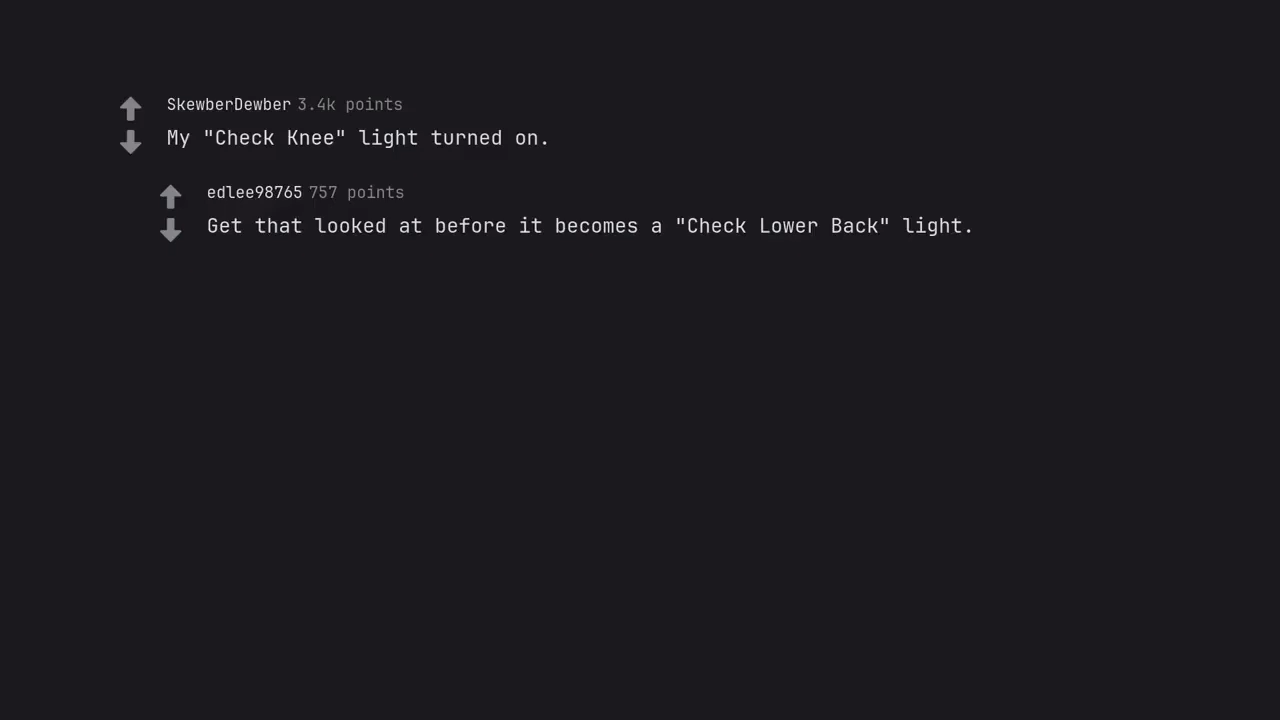 SkewberDewber 3.4k points
My "Check Knee" light turned on.
edlee98765 757 points
Get that looked at before it becomes a "Check Lower Back" light.